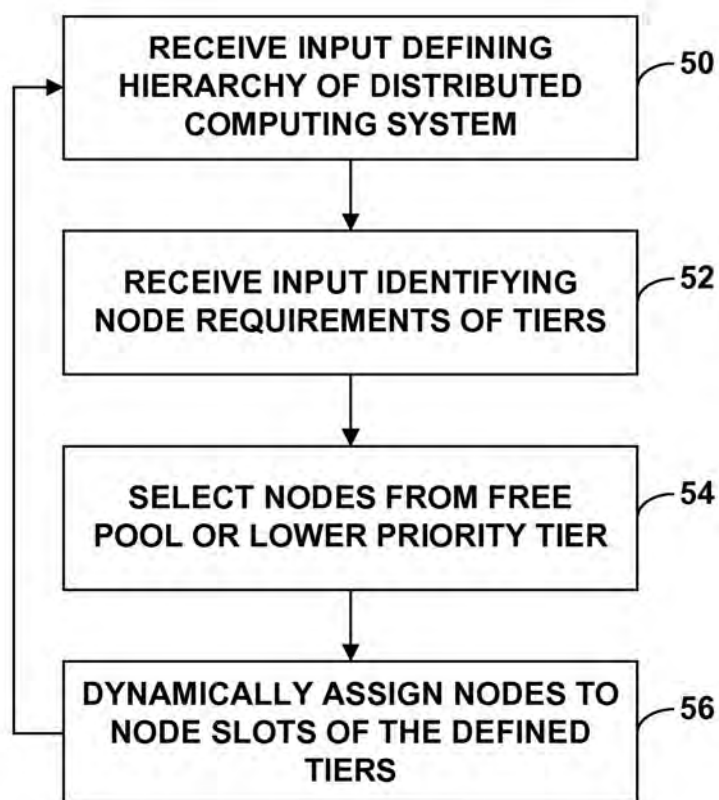 RECEIVE INPUT DEFINING
HIERARCHY OF DISTRIBUTED
COMPUTING SYSTEM
50
RECEIVE INPUT IDENTIFYING
NODE REQUIREMENTS OF TIERS
52
SELECT NODES FROM FREE
POOL OR LOWER PRIORITY TIER
54
DYNAMICALLY ASSIGN NODES TO
NODE SLOTS OF THE DEFINED
TIERS
56